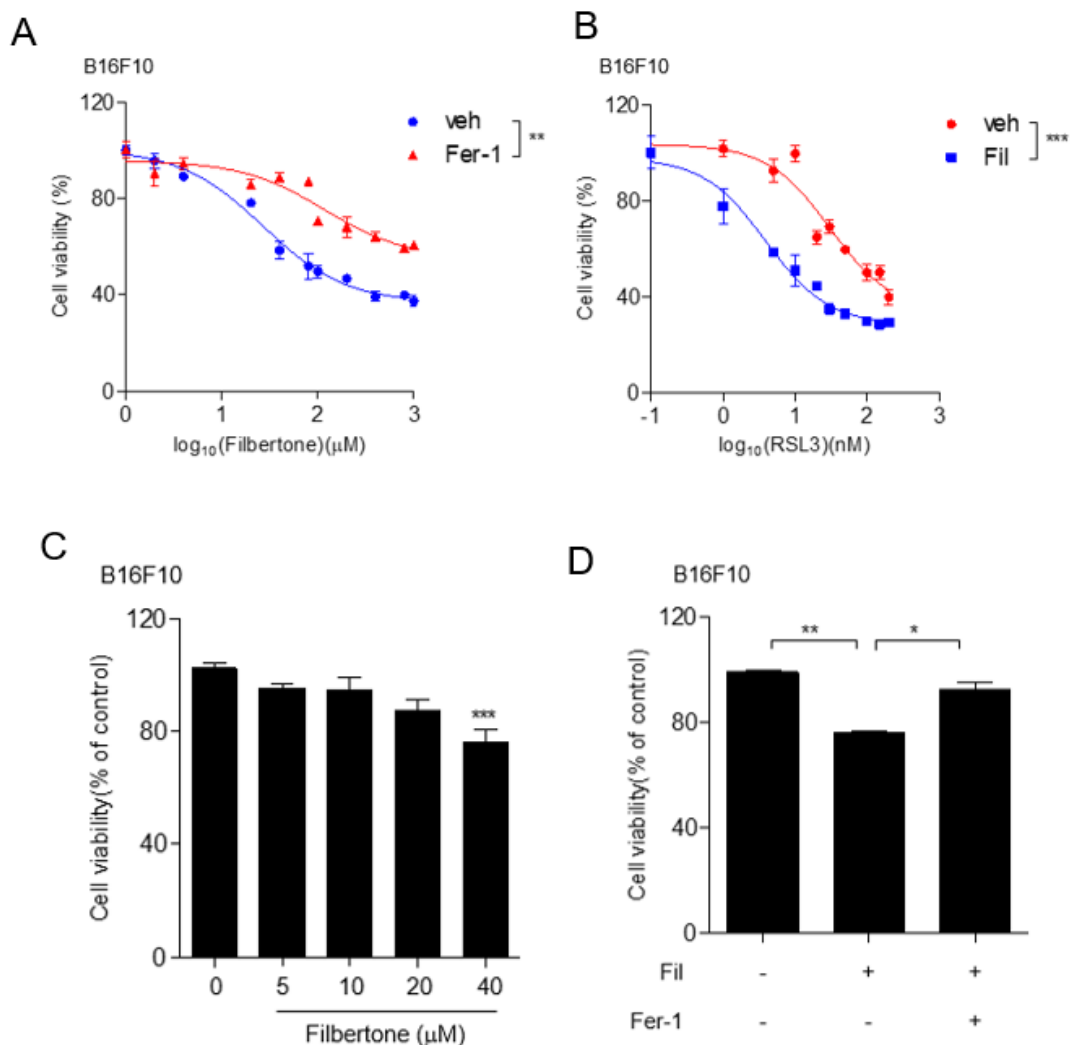 A
B16F10
120
80
40
0
Cell viability (%)
0 1 2 3
log₁₀(Filbertone)(μM)
veh
Fer-1
**
B
B16F10
120
80
40
0
Cell viability (%)
-1 0 1 2 3
log₁₀(RSL3)(nM)
veh
Fil
***
C
B16F10
120
80
40
0
Cell viability(% of control)
***
0 5 10 20 40
Filbertone (μM)
D
B16F10
120
80
40
0
Cell viability(% of control)
** *
Fil - + +
Fer-1 - - +